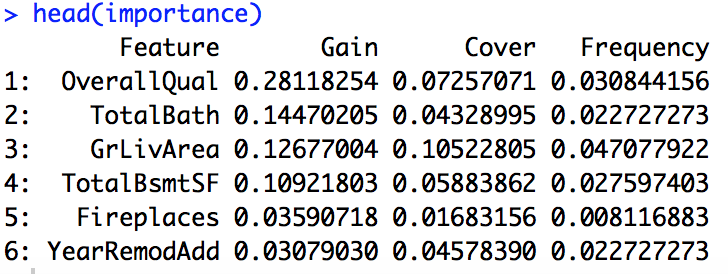 > head(importance)
Feature Gain Cover Frequency
1: OverallQual 0.28118254 0.07257071 0.030844156
2: TotalBath 0.14470205 0.04328995 0.022727273
3: GrLivArea 0.12677004 0.10522805 0.047077922
4: TotalBsmtSF 0.10921803 0.05883862 0.027597403
5: Fireplaces 0.03590718 0.01683156 0.008116883
6: YearRemodAdd 0.03079030 0.04578390 0.022727273